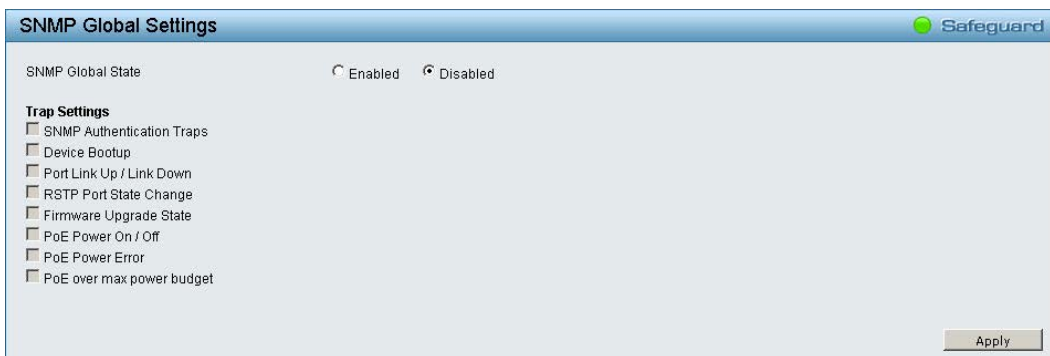 SNMP Global Settings
Safeguard
SNMP Global State Enabled Disabled
Trap Settings
SNMP Authentication Traps
Device Bootup
Port Link Up / Link Down
RSTP Port State Change
Firmware Upgrade State
PoE Power On / Off
PoE Power Error
PoE over max power budget
Apply